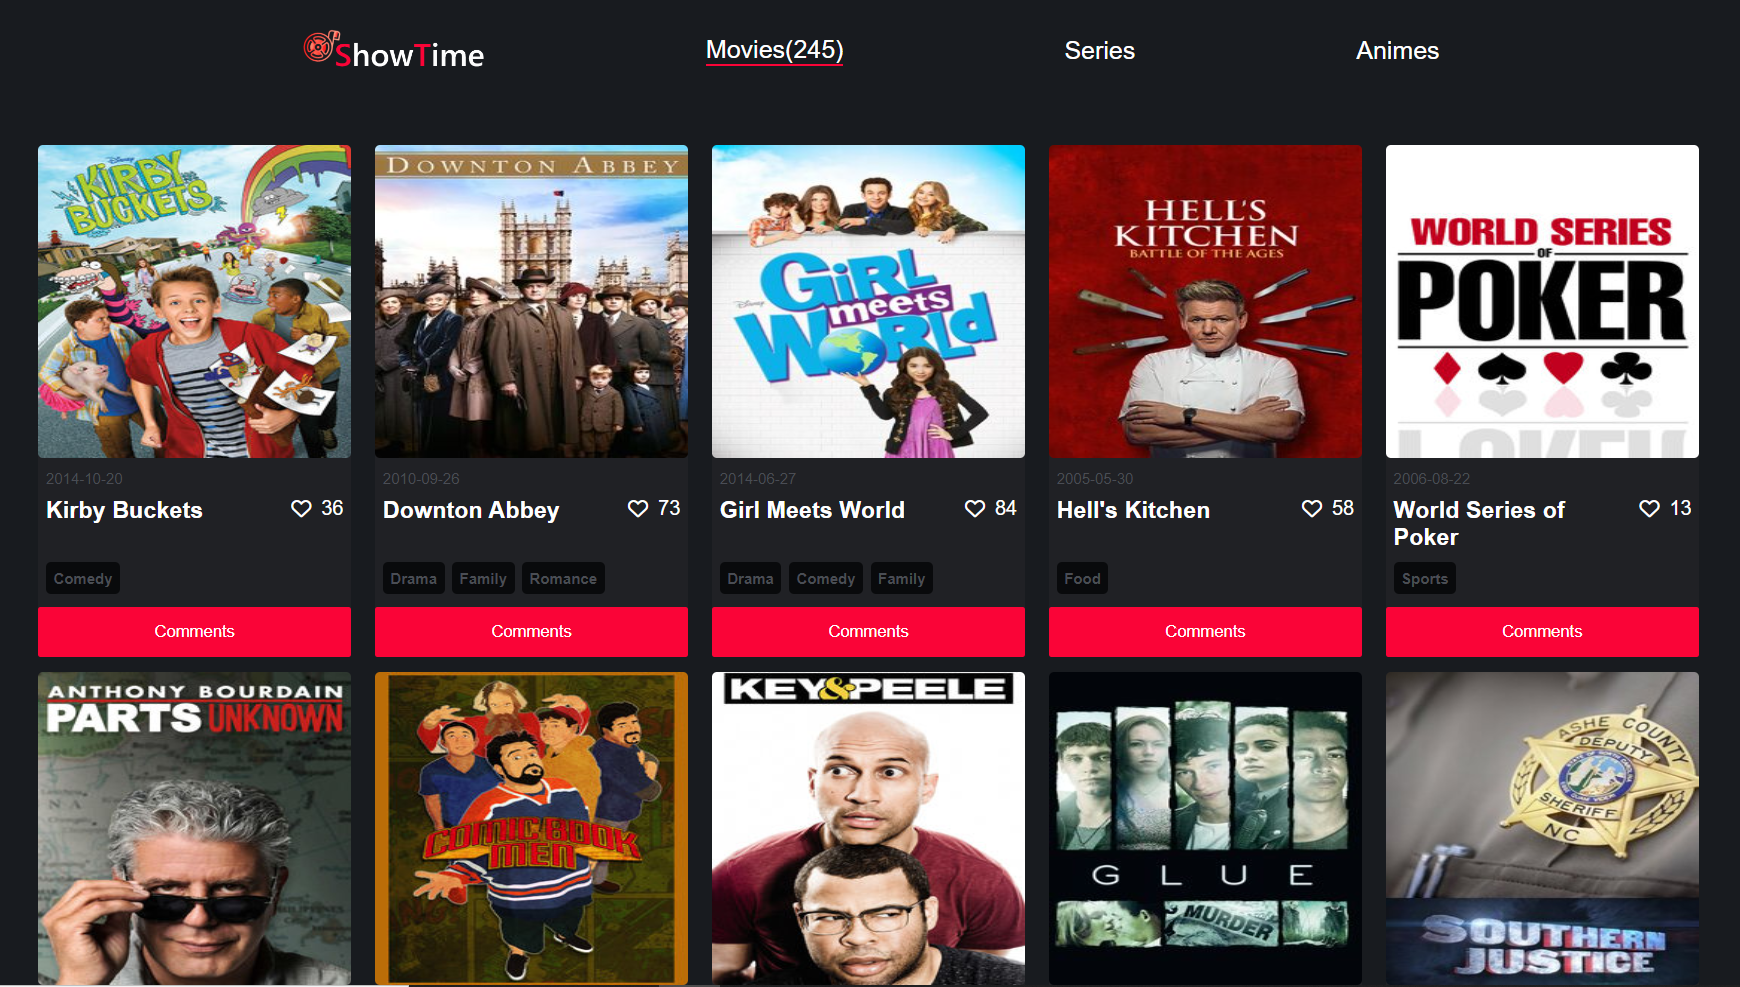 ShowTime
Movies(245)
Series
Animes
Disney
KIRBY
BUCKETS
DOWNTON ABBEY
Disney
GiRL
meets
WORLD
HELL'S
KITCHEN
BATTLE OF THE AGES
WORLD SERIES
OF
POKER
2014-10-20
Kirby Buckets
36
Comedy
Comments
2010-09-26
Downton Abbey
73
Drama
Family
Romance
Comments
2014-06-27
Girl Meets World
84
Drama
Comedy
Family
Comments
2005-05-30
Hell's Kitchen
58
Food
Comments
2006-08-22
World Series of
Poker
13
Sports
Comments
ANTHONY BOURDAIN
PARTS UNKNOWN
COMIC BOOK
MEN
KEY&PEELE
GLUE
MURDER
ASHE COUNTY
DEPUTY
SHERIFF
NC
SOUTHERN
JUSTICE